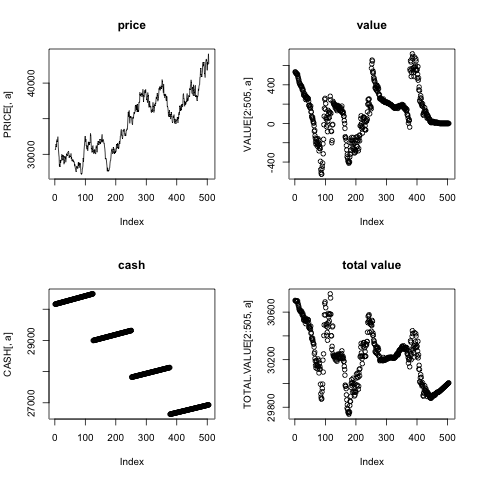 price
PRICE[, a]
30000
40000
0 100 200 300 400 500
Index
value
VALUE[2:505, a]
-400
0
400
0 100 200 300 400 500
Index
cash
CASH[, a]
27000
29000
0 100 200 300 400 500
Index
total value
TOTAL.VALUE[2:505, a]
29800
30200
30600
0 100 200 300 400 500
Index